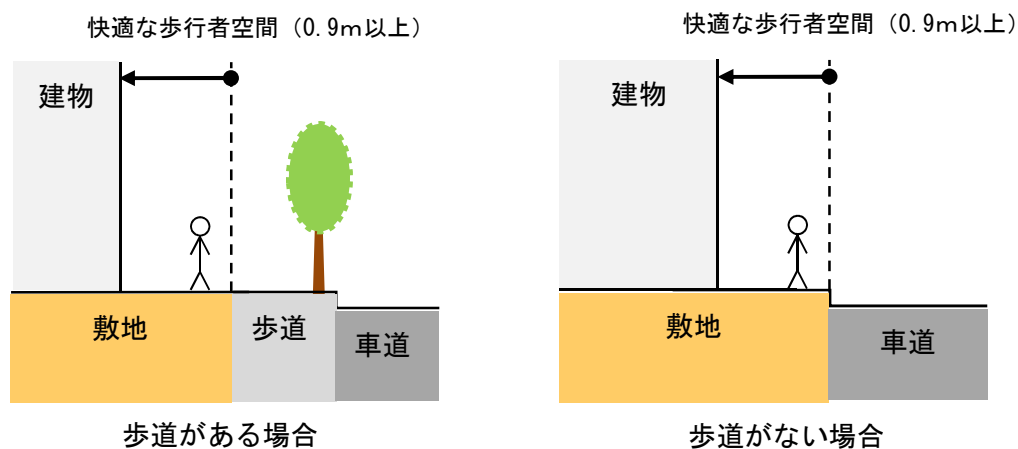 快適な歩行者空間（0.9ｍ以上）
建物
敷地
歩道
車道
歩道がある場合
快適な歩行者空間（0.9ｍ以上）
建物
敷地
車道
歩道がない場合